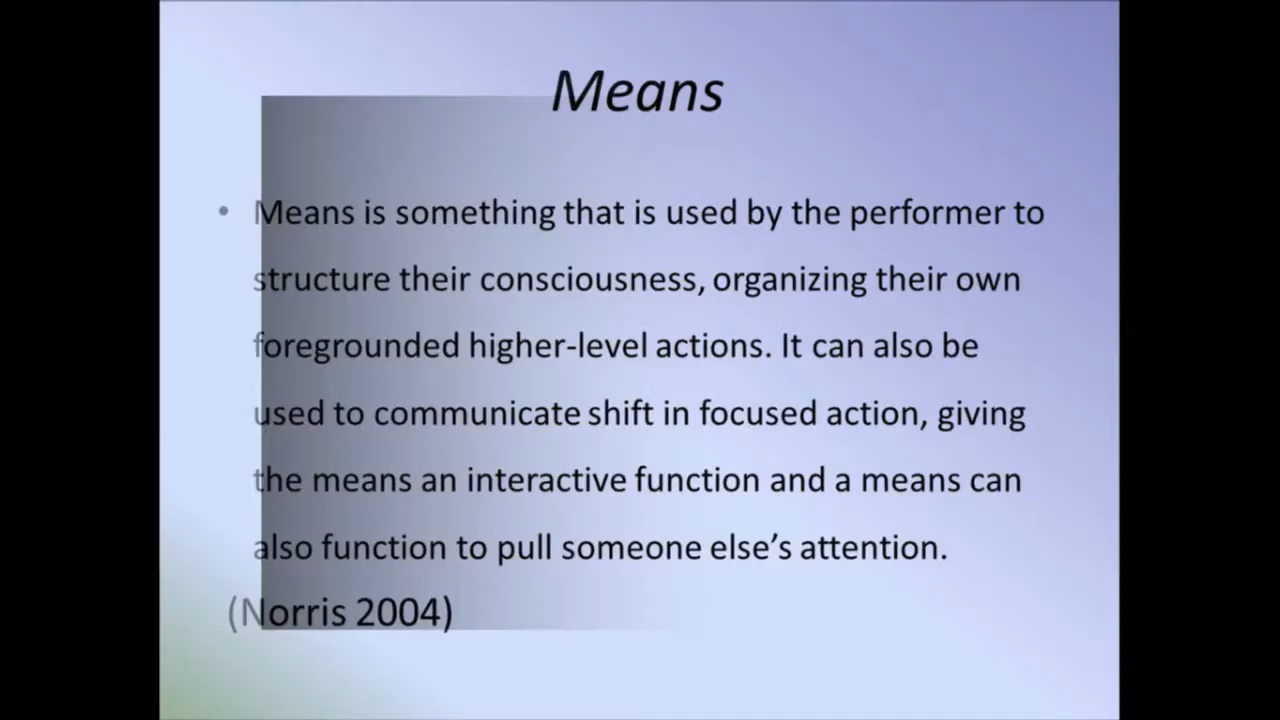 Means
• Means is something that is used by the performer to
structure their consciousness, organizing their own
foregrounded higher-level actions. It can also be
used to communicate shift in focused action, giving
the means an interactive function and a means can
also function to pull someone else’s attention.
(Norris 2004)